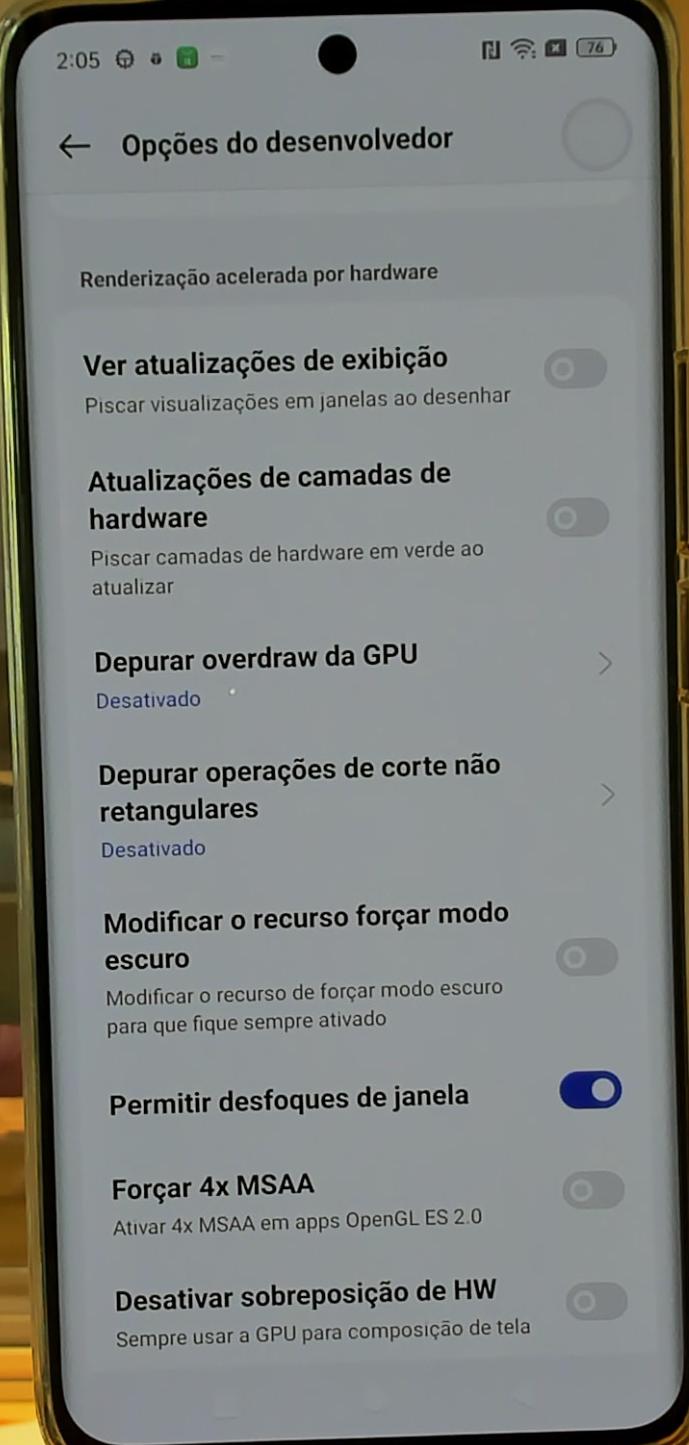 2:05
76
Opções do desenvolvedor
Renderização acelerada por hardware
Ver atualizações de exibição
Piscar visualizações em janelas ao desenhar
Atualizações de camadas de
hardware
Piscar camadas de hardware em verde ao
atualizar
Depurar overdraw da GPU
Desativado
Depurar operações de corte não
retangulares
Desativado
Modificar o recurso forçar modo
escuro
Modificar o recurso de forçar modo escuro
para que fique sempre ativado
Permitir desfoques de janela
Forçar 4x MSAA
Ativar 4x MSAA em apps OpenGL ES 2.0
Desativar sobreposição de HW
Sempre usar a GPU para composição de tela